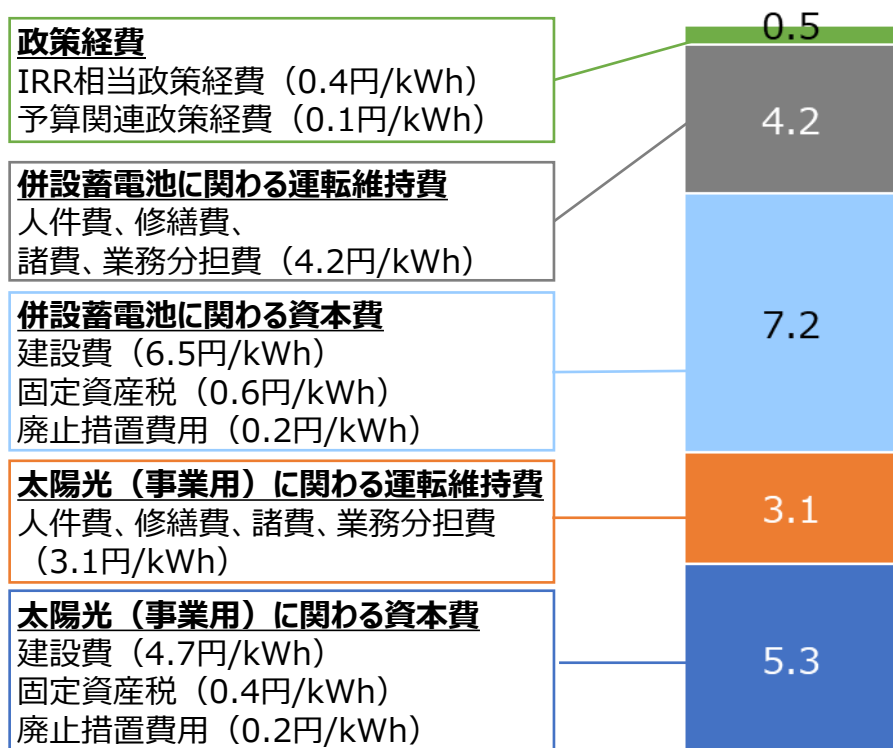 政策経費
IRR相当政策経費（0.4円/kWh）
予算関連政策経費（0.1円/kWh）
0.5
併設蓄電池に関わる運転維持費
人件費、修繕費、
諸費、業務分担費（4.2円/kWh）
4.2
併設蓄電池に関わる資本費
建設費（6.5円/kWh）
固定資産税（0.6円/kWh）
廃止措置費用（0.2円/kWh）
7.2
太陽光（事業用）に関わる運転維持費
人件費、修繕費、諸費、業務分担費
（3.1円/kWh）
3.1
太陽光（事業用）に関わる資本費
建設費（4.7円/kWh）
固定資産税（0.4円/kWh）
廃止措置費用（0.2円/kWh）
5.3